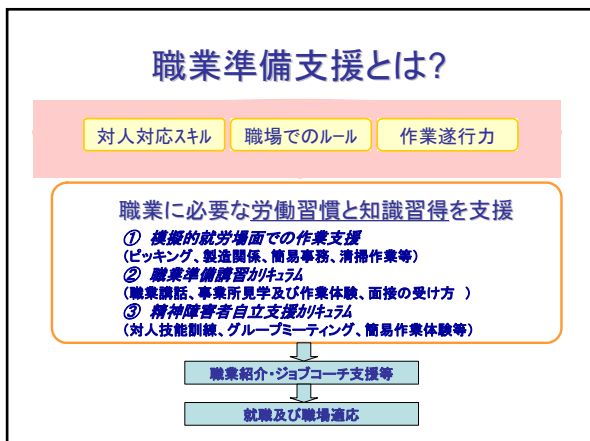 職業準備支援とは?
対人対応スキル 職場でのルール 作業遂行力
職業に必要な労働習慣と知識習得を支援
① 模擬的就労場面での作業支援
(ピッキング、製造関係、簡易事務、清掃作業等)
② 職業準備講習カリキュラム
(職業講話、事業所見学及び作業体験、面接の受け方 )
③ 精神障害者自立支援カリキュラム
(対人技能訓練、グループミーティング、簡易作業体験等)
職業紹介・ジョブコーチ支援等
就職及び職場適応